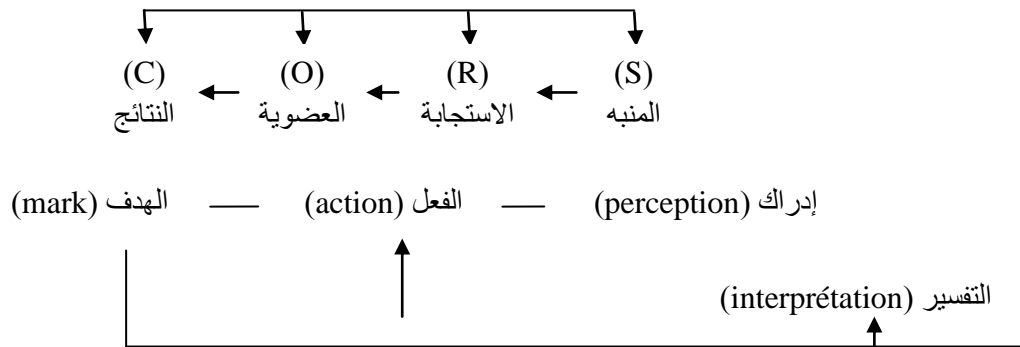 (S) (R) (O) (C)
المنبه الاستجابة العضوية النتائج
إدراك (perception) الفعل (action) الهدف (mark)
التفسير (interprétation)